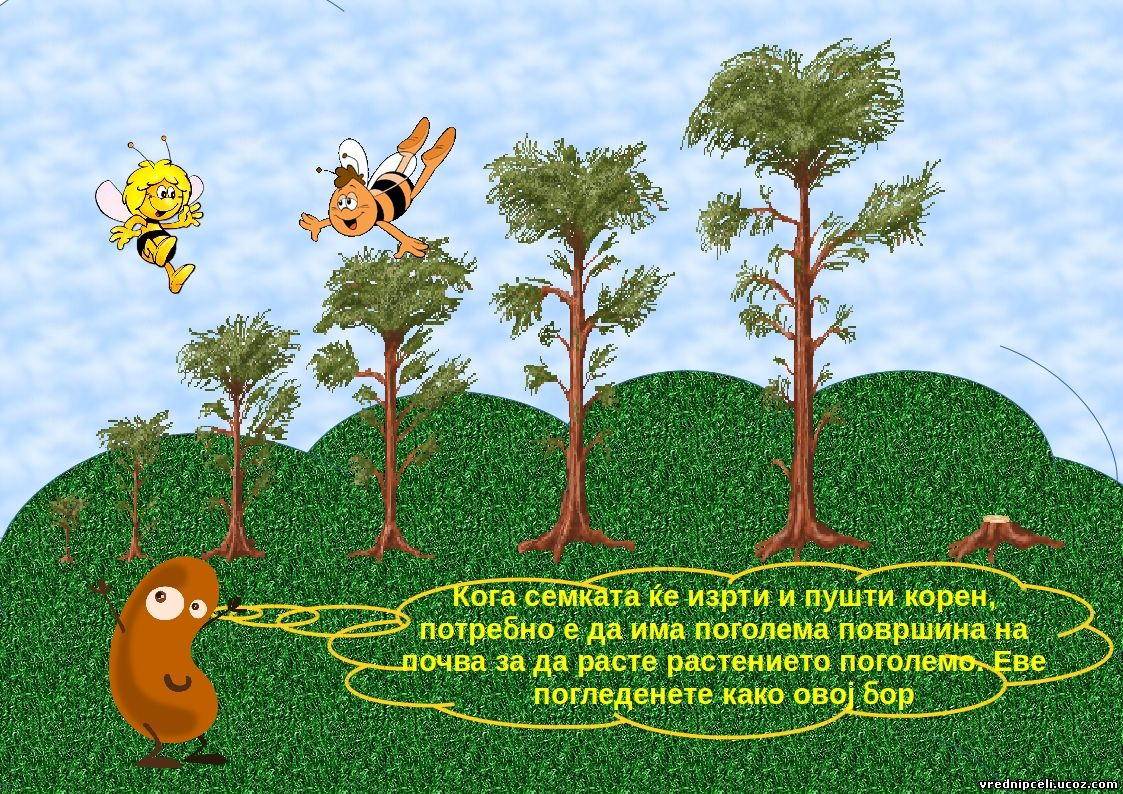 Кога семката ќе изрти и пушти корен,
потребно е да има поголема површина на
почва за да расте растението поголемо. Еве
погледенете како овој бор
vrednipceli.ucoz.com